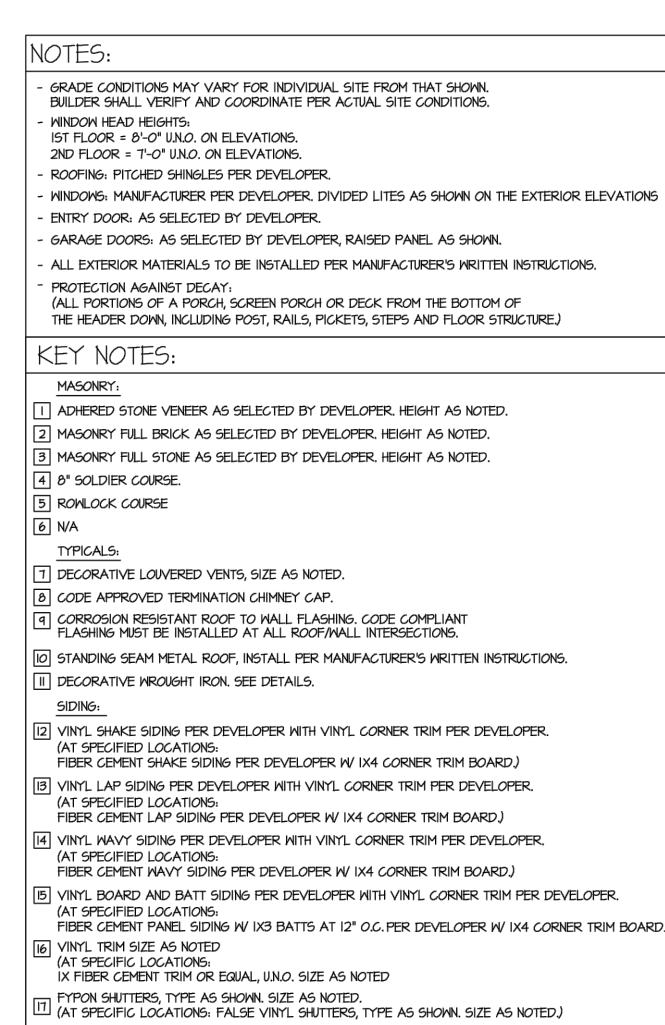 NOTES:
- GRADE CONDITIONS MAY VARY FOR INDIVIDUAL SITE FROM THAT SHOWN.
BUILDER SHALL VERIFY AND COORDINATE PER ACTUAL SITE CONDITIONS.
- WINDOW HEAD HEIGHTS:
1ST FLOOR = 8'-0" U.N.O. ON ELEVATIONS.
2ND FLOOR = 7'-0" U.N.O. ON ELEVATIONS.
- ROOFING: PITCHED SHINGLES PER DEVELOPER.
- WINDOWS: MANUFACTURER PER DEVELOPER. DIVIDED LITES AS SHOWN ON THE EXTERIOR ELEVATIONS
- ENTRY DOOR: AS SELECTED BY DEVELOPER.
- GARAGE DOORS: AS SELECTED BY DEVELOPER, RAISED PANEL AS SHOWN.
- ALL EXTERIOR MATERIALS TO BE INSTALLED PER MANUFACTURER'S WRITTEN INSTRUCTIONS.
- PROTECTION AGAINST DECAY:
(ALL PORTIONS OF A PORCH, SCREEN PORCH OR DECK FROM THE BOTTOM OF
THE HEADER DOWN, INCLUDING POST, RAILS, PICKETS, STEPS AND FLOOR STRUCTURE.)
KEY NOTES:
MASONRY:
1 ADHERED STONE VENEER AS SELECTED BY DEVELOPER. HEIGHT AS NOTED.
2 MASONRY FULL BRICK AS SELECTED BY DEVELOPER. HEIGHT AS NOTED.
3 MASONRY FULL STONE AS SELECTED BY DEVELOPER. HEIGHT AS NOTED.
4 8" SOLDIER COURSE.
5 ROWLOCK COURSE
6 N/A
TYPICALS:
7 DECORATIVE LOUVERED VENTS, SIZE AS NOTED.
8 CODE APPROVED TERMINATION CHIMNEY CAP.
9 CORROSION RESISTANT ROOF TO WALL FLASHING. CODE COMPLIANT
FLASHING MUST BE INSTALLED AT ALL ROOF/WALL INTERSECTIONS.
10 STANDING SEAM METAL ROOF, INSTALL PER MANUFACTURER'S WRITTEN INSTRUCTIONS.
11 DECORATIVE WROUGHT IRON. SEE DETAILS.
SIDING:
12 VINYL SHAKE SIDING PER DEVELOPER WITH VINYL CORNER TRIM PER DEVELOPER.
(AT SPECIFIED LOCATIONS:
FIBER CEMENT SHAKE SIDING PER DEVELOPER W/ 1X4 CORNER TRIM BOARD.)
13 VINYL LAP SIDING PER DEVELOPER WITH VINYL CORNER TRIM PER DEVELOPER.
(AT SPECIFIED LOCATIONS:
FIBER CEMENT LAP SIDING PER DEVELOPER W/ 1X4 CORNER TRIM BOARD.)
14 VINYL WAVY SIDING PER DEVELOPER WITH VINYL CORNER TRIM PER DEVELOPER.
(AT SPECIFIED LOCATIONS:
FIBER CEMENT WAVY SIDING PER DEVELOPER W/ 1X4 CORNER TRIM BOARD.)
15 VINYL BOARD AND BATT SIDING PER DEVELOPER WITH VINYL CORNER TRIM PER DEVELOPER.
(AT SPECIFIED LOCATIONS:
FIBER CEMENT PANEL SIDING W/ 1X3 BATTS AT 12" O.C. PER DEVELOPER W/ 1X4 CORNER TRIM BOARD.
16 VINYL TRIM SIZE AS NOTED
(AT SPECIFIC LOCATIONS:
1X FIBER CEMENT TRIM OR EQUAL, U.N.O. SIZE AS NOTED
17 FYPON SHUTTERS, TYPE AS SHOWN. SIZE AS NOTED.
(AT SPECIFIC LOCATIONS: FALSE VINYL SHUTTERS, TYPE AS SHOWN. SIZE AS NOTED.)